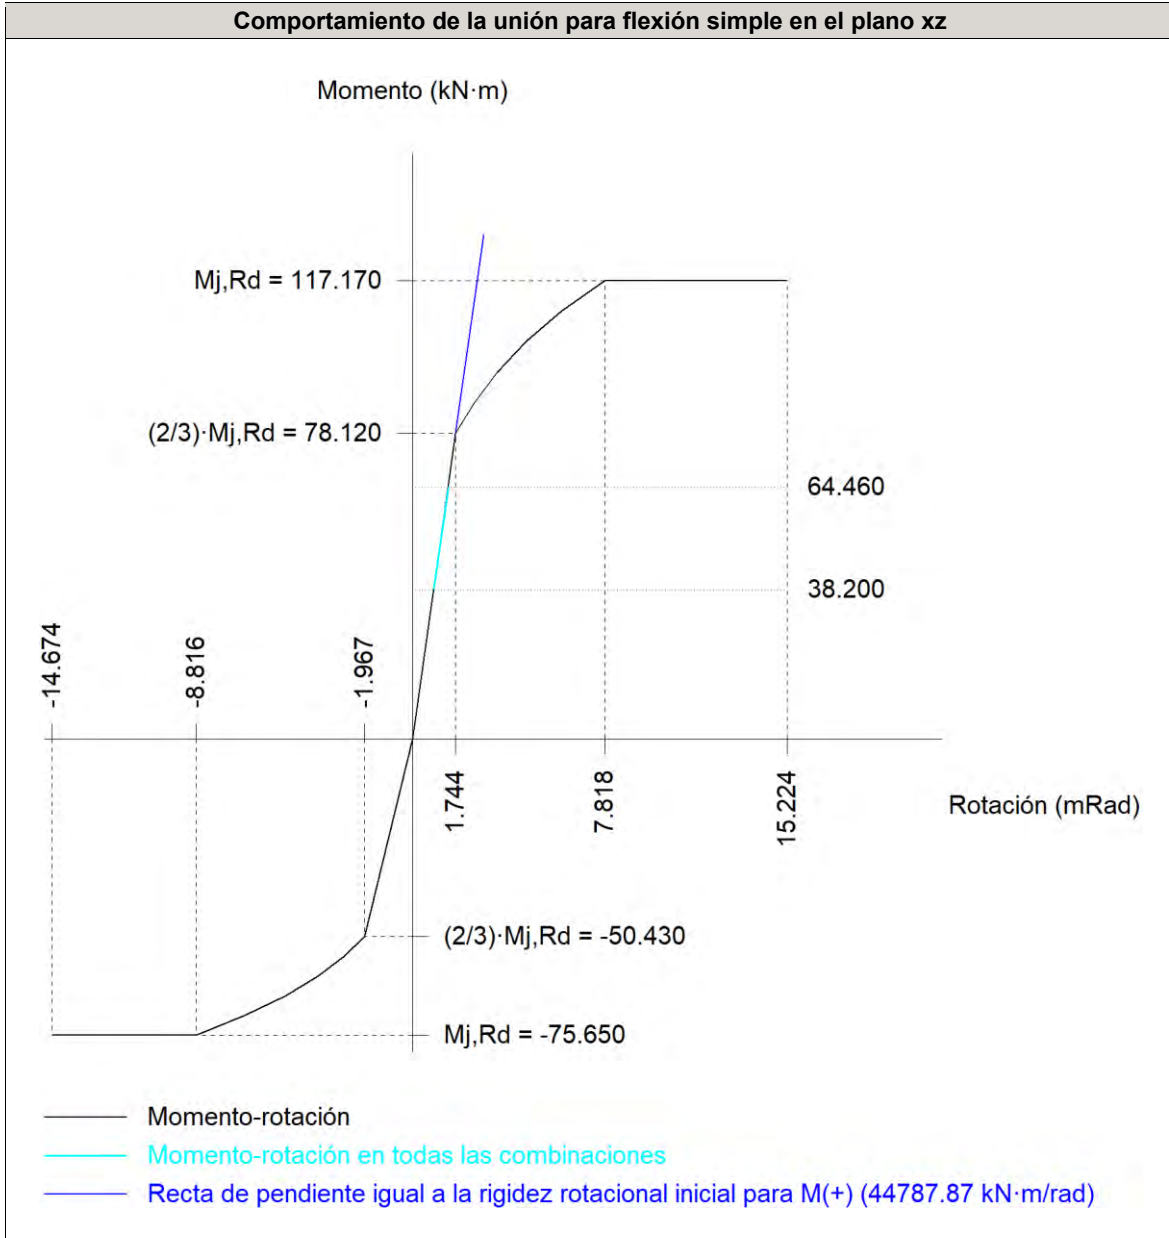 Comportamiento de la unión para flexión simple en el plano xz
Momento (kN·m)
Mj,Rd = 117.170
(2/3)·Mj,Rd = 78.120
64.460
38.200
-14.674
-8.816
-1.967
1.744
7.818
15.224
Rotación (mRad)
(2/3)·Mj,Rd = -50.430
Mj,Rd = -75.650
Momento-rotación
Momento-rotación en todas las combinaciones
Recta de pendiente igual a la rigidez rotacional inicial para M(+) (44787.87 kN·m/rad)